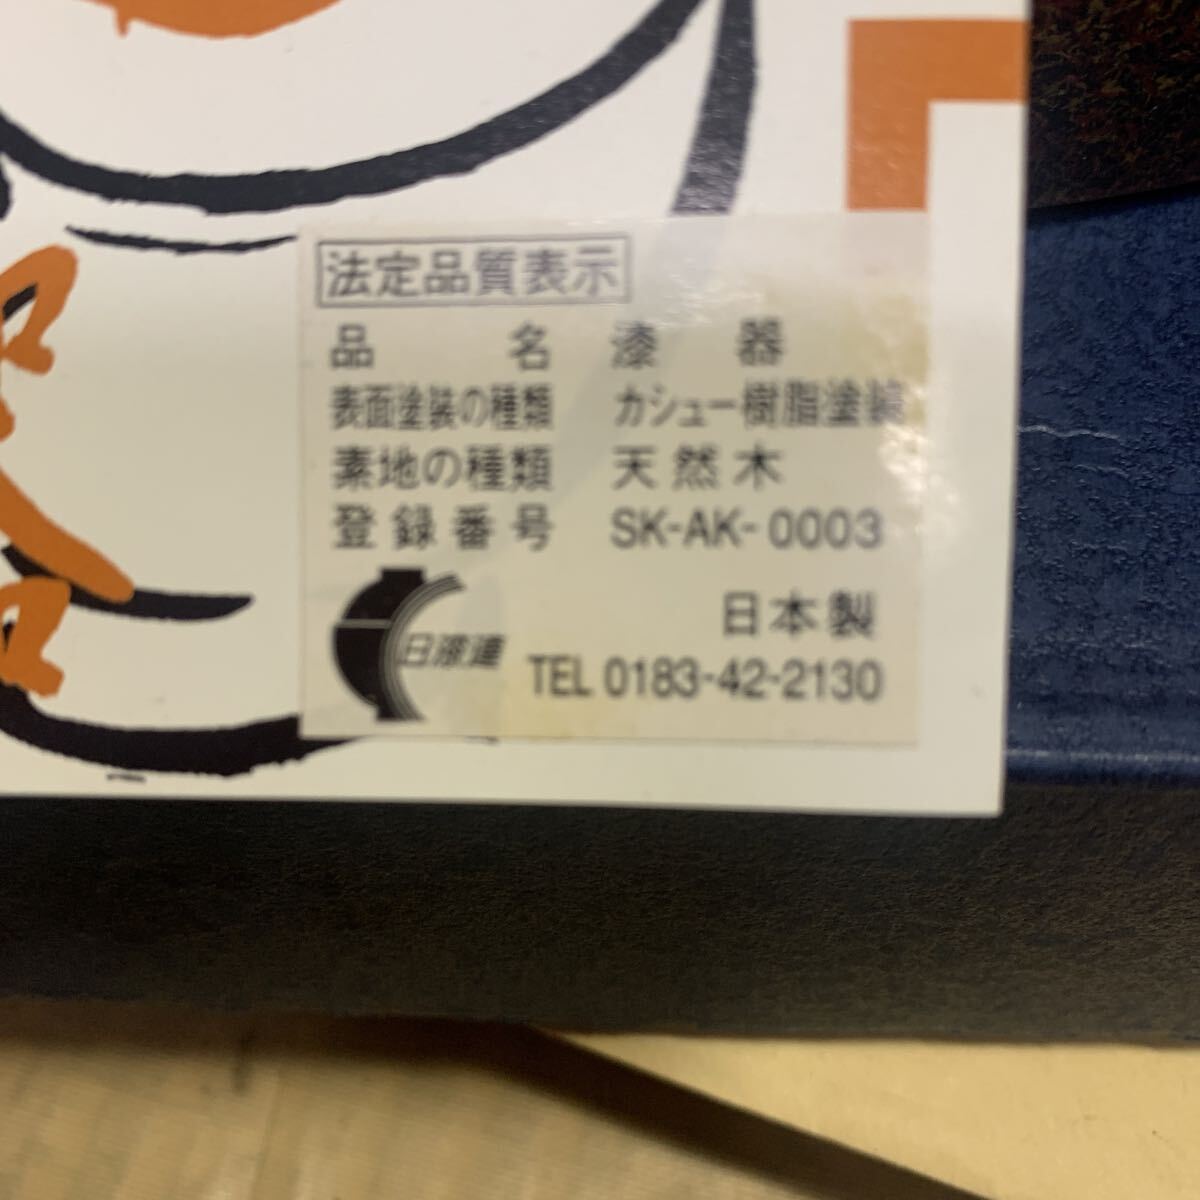 法定品質表示
品名 漆器
表面塗装の種類 カシュー樹脂塗装
素地の種類 天然木
登録番号 SK-AK-0003
日本製
日漆連
TEL 0183-42-2130